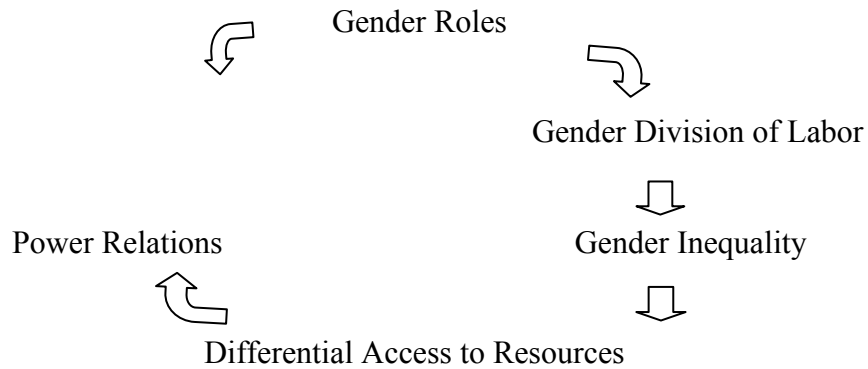 Gender Roles
Gender Division of Labor
Power Relations
Gender Inequality
Differential Access to Resources